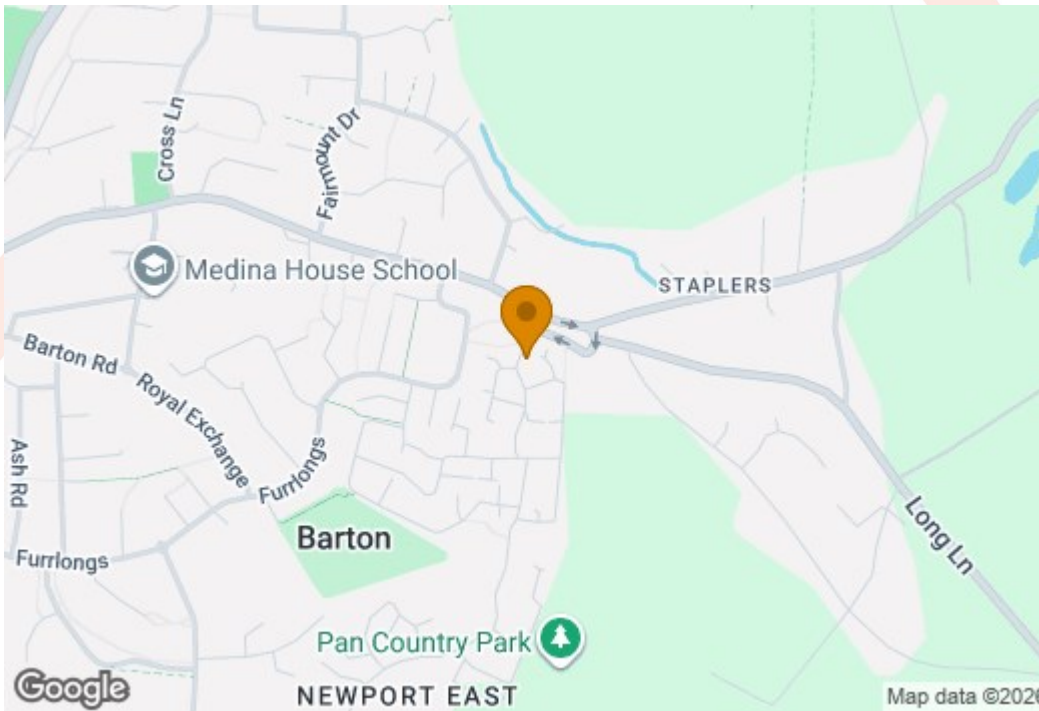 Cross Ln
Fairmount Dr
Medina House School
STAPLERS
Barton Rd
Royal Exchange
Ash Rd
Furrlongs
Furrlongs
Barton
Long Ln
Pan Country Park
NEWPORT EAST
Google
Map data ©2026